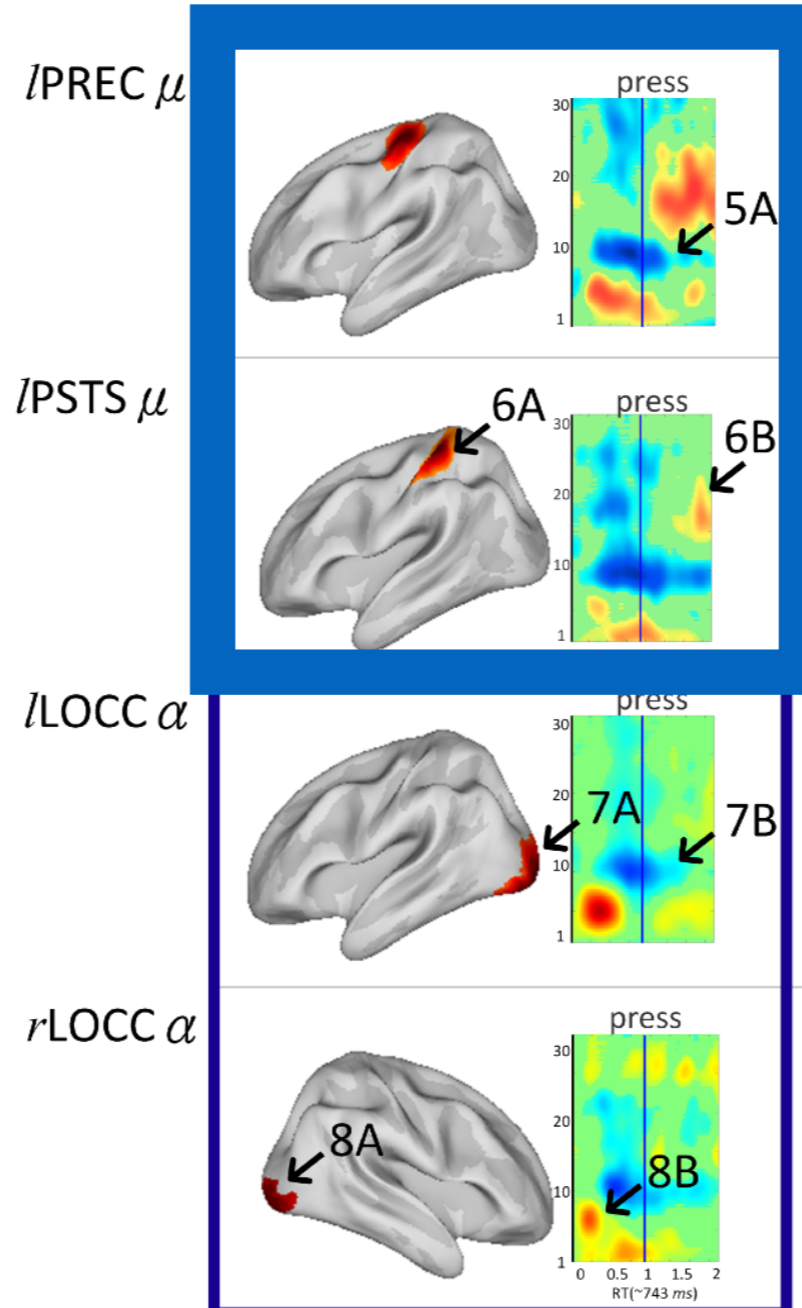 lPREC μ
press
30
20
10
1
5A
lPSTS μ
press
30
20
10
1
6A
6B
lLOCC α
press
30
20
10
1
7A
7B
rLOCC α
press
30
20
10
1
8A
8B
0 0.5 1 1.5 2
RT(~743 ms)